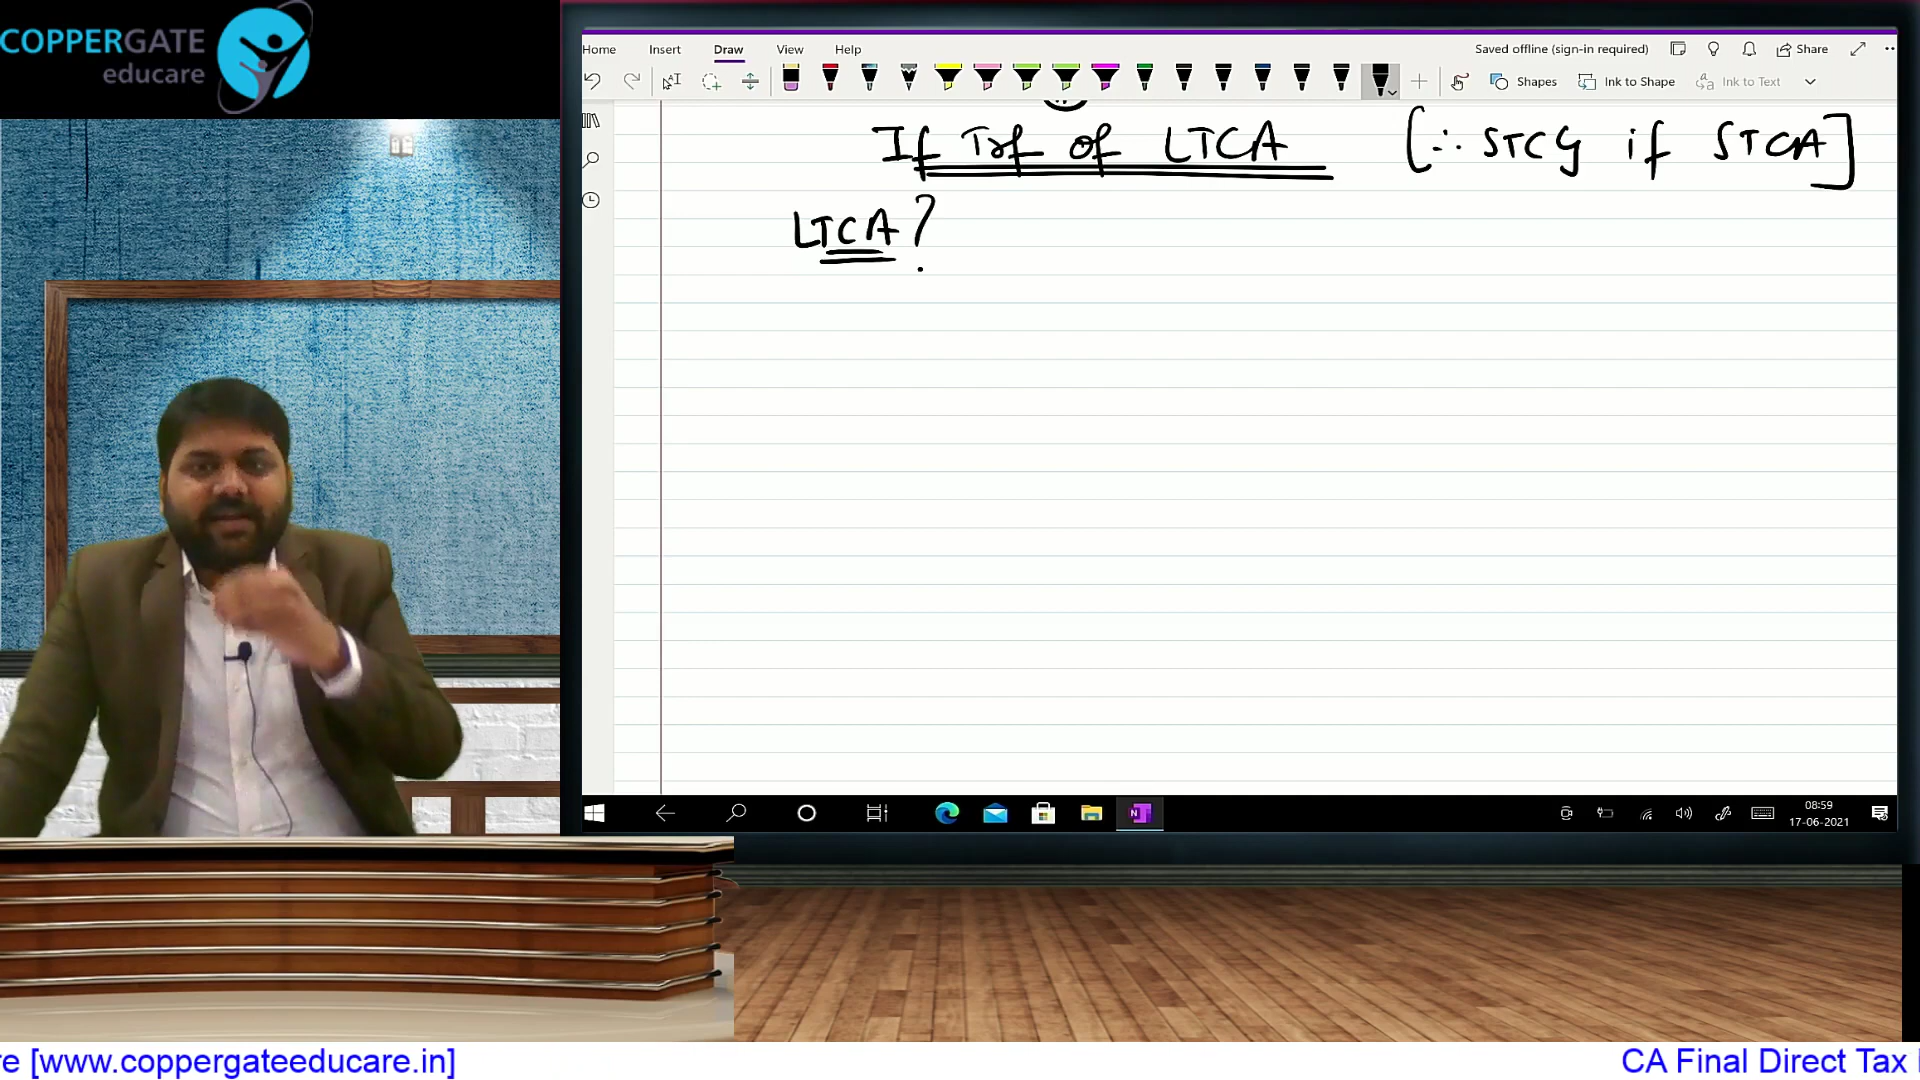 COPPERGATE
educare
Home Insert Draw View Help
Saved offline (sign-in required) Share
Shapes Ink to Shape Ink to Text
If Trf of LTCA [∴ STCG if STCA]
LTCA?
08:59
17-06-2021
re [www.coppergateeducare.in] CA Final Direct Tax